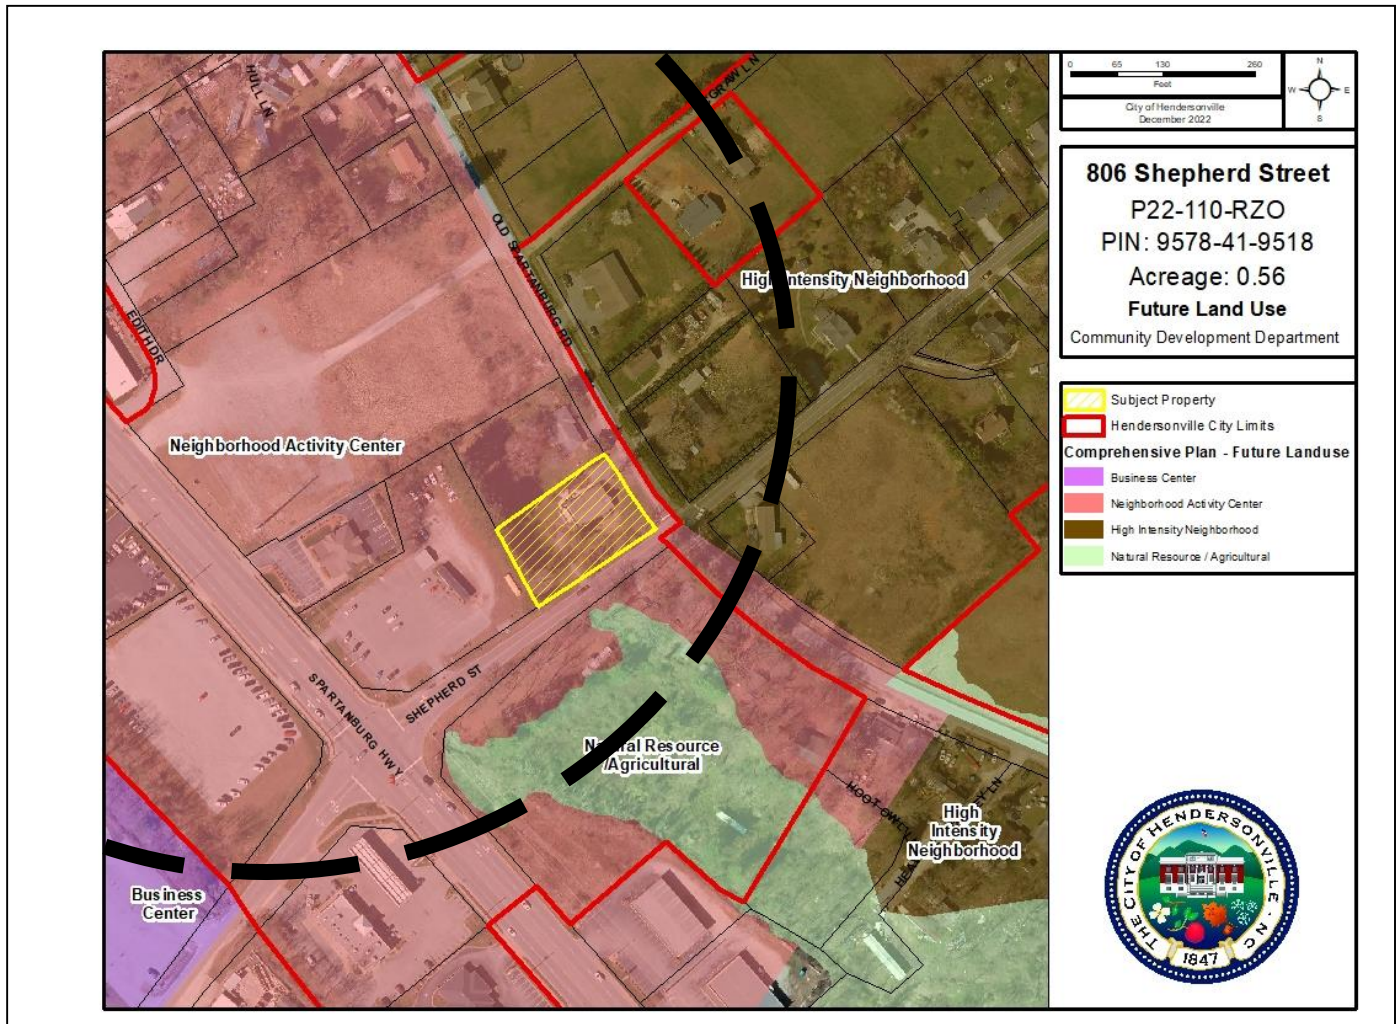 HULL LN
OLD SPARTANBURG RD
High Intensity Neighborhood
EDITH DR
Neighborhood Activity Center
SPARTANBURG HWY
SHEPHERD ST
Natural Resource
/Agricultural
High
Intensity
Neighborhood
Business
Center
0 65 130 260
Feet
N
W E
S
City of Hendersonville
December 2022
806 Shepherd Street
P22-110-RZO
PIN: 9578-41-9518
Acreage: 0.56
Future Land Use
Community Development Department
Subject Property
Hendersonville City Limits
Comprehensive Plan - Future Landuse
Business Center
Neighborhood Activity Center
High Intensity Neighborhood
Natural Resource / Agricultural
THE CITY OF HENDERSONVILLE - NC
1847